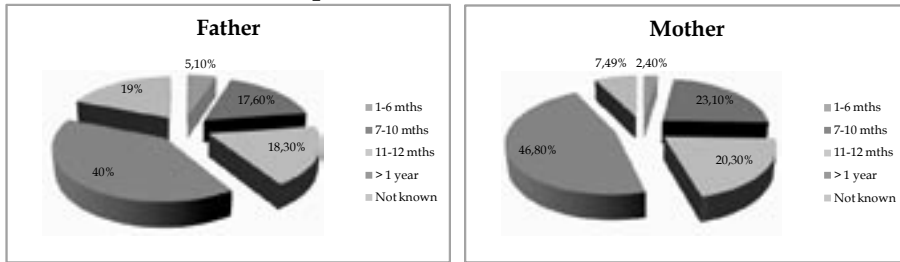 Father
5,10%
17,60%
18,30%
40%
19%
1-6 mths
7-10 mths
11-12 mths
> 1 year
Not known
Mother
2,40%
23,10%
20,30%
46,80%
7,49%
1-6 mths
7-10 mths
11-12 mths
> 1 year
Not known